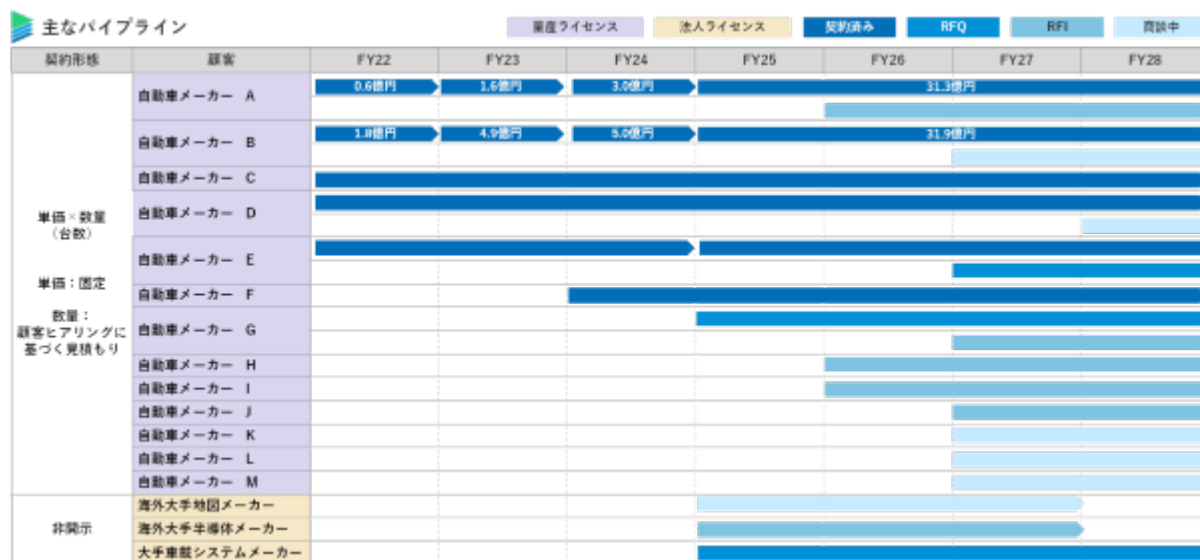 主なパイプライン
量産ライセンス 法人ライセンス 契約済み RFQ RFI 商談中
契約形態 顧客 FY22 FY23 FY24 FY25 FY26 FY27 FY28
自動車メーカー A 0.6億円 1.6億円 3.0億円 31.3億円
自動車メーカー B 1.8億円 4.9億円 5.0億円 31.9億円
自動車メーカー C
自動車メーカー D
自動車メーカー E
自動車メーカー F
自動車メーカー G
自動車メーカー H
自動車メーカー I
自動車メーカー J
自動車メーカー K
自動車メーカー L
自動車メーカー M
単価×数量
（台数）
単価：固定
数量：
顧客ヒアリングに
基づく見積もり
海外大手地図メーカー
非開示 海外大手半導体メーカー
大手車載システムメーカー